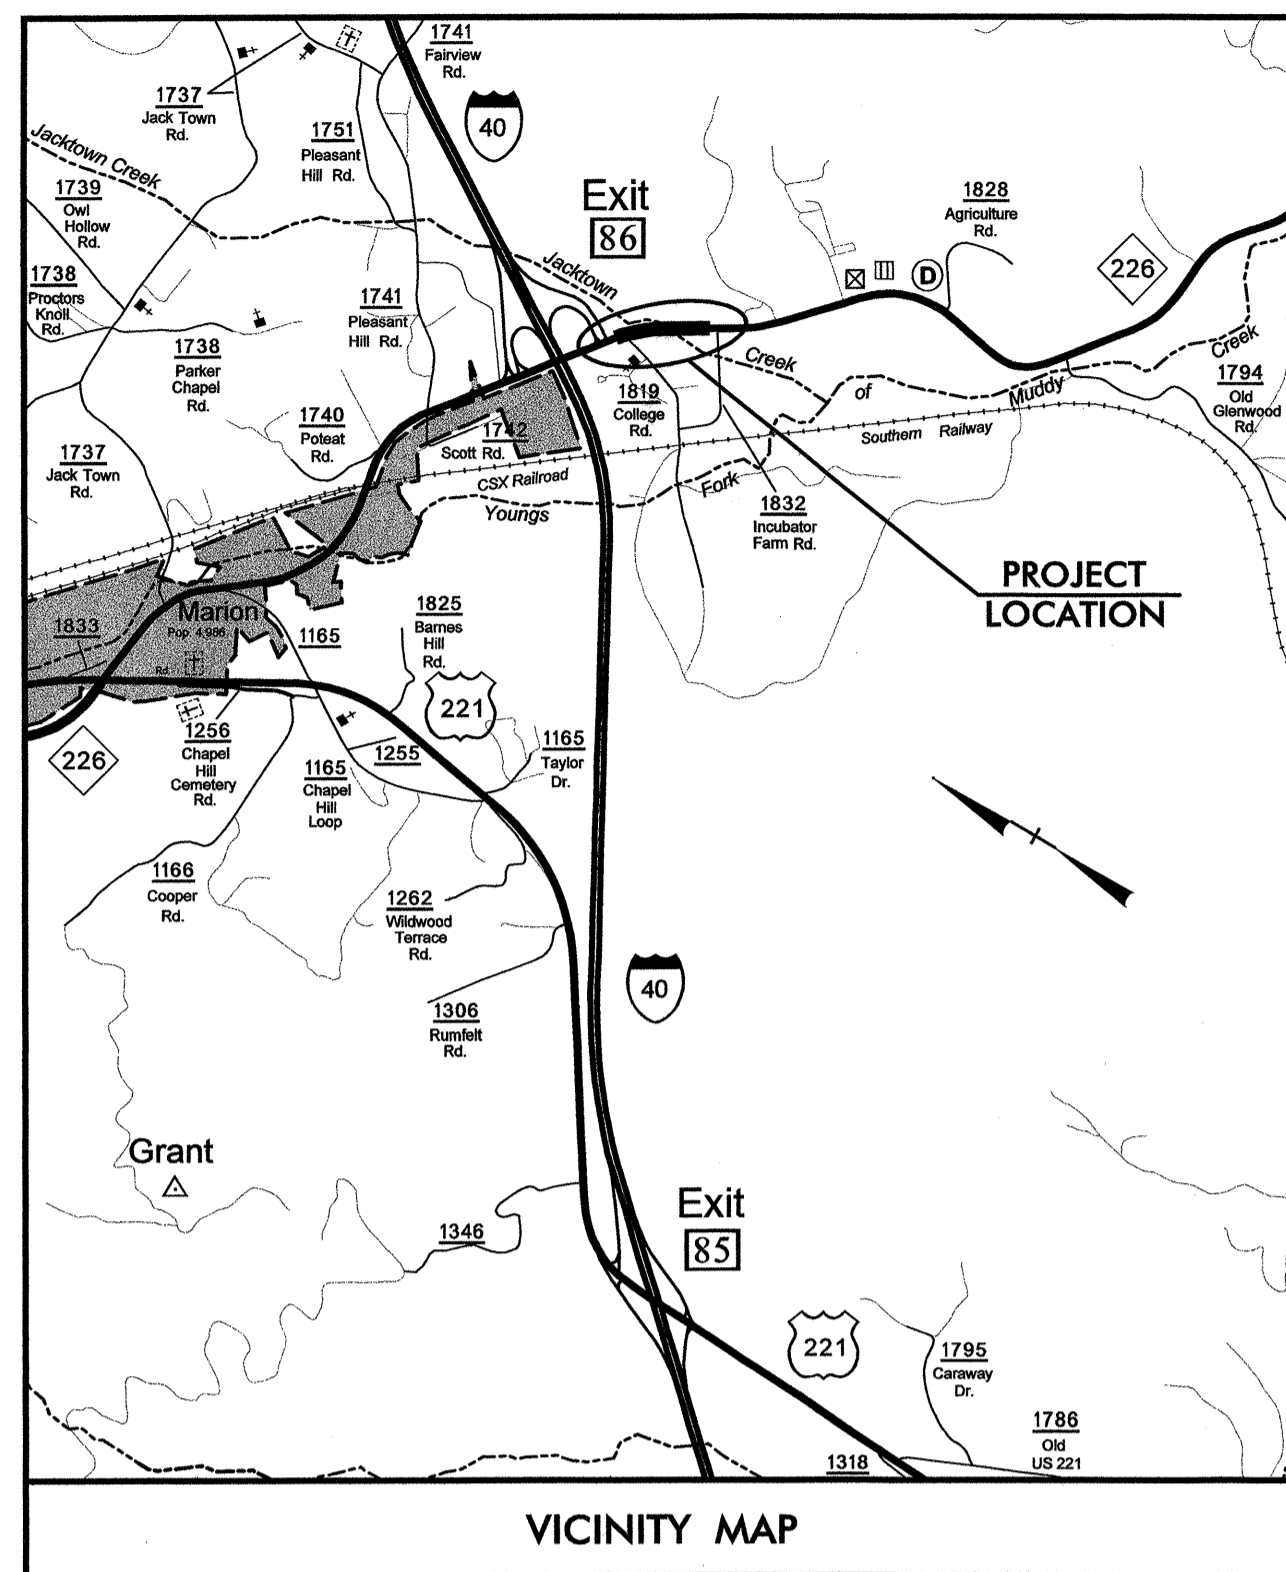 1741
Fairview
Rd.
1737
Jack Town
Rd.
40
1751
Pleasant
Hill Rd.
Jacktown Creek
1739
Owl
Hollow
Rd.
Exit
86
1828
Agriculture
Rd.
226
1738
Proctors
Knoll
Rd.
1741
Pleasant
Hill Rd.
Jacktown
D
1738
Parker
Chapel
Rd.
Creek
of
Muddy
Creek
1794
Old
Glenwood
Rd.
1740
Poteat
Rd.
1742
Scott Rd.
1819
College
Rd.
Southern Railway
1737
Jack Town
Rd.
CSX Railroad
Youngs
Fork
1832
Incubator
Farm Rd.
PROJECT
LOCATION
Marion
Pop. 4,986
1833
Rd.
1165
1825
Barnes
Hill
Rd.
221
226
1256
Chapel
Hill
Cemetery
Rd.
1255
1165
Chapel
Hill
Loop
1165
Taylor
Dr.
1166
Cooper
Rd.
1262
Wildwood
Terrace
Rd.
40
1306
Rumfelt
Rd.
Grant
1346
Exit
85
221
1795
Caraway
Dr.
1786
Old
US 221
1318
VICINITY MAP